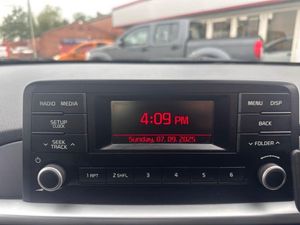 RADIO MEDIA
MENU DISP
4:09 PM
SETUP
CLOCK
BACK
Sunday, 07.09.2025
SEEK
TRACK
FOLDER
1 RPT 2 SHFL 3 4 5 6